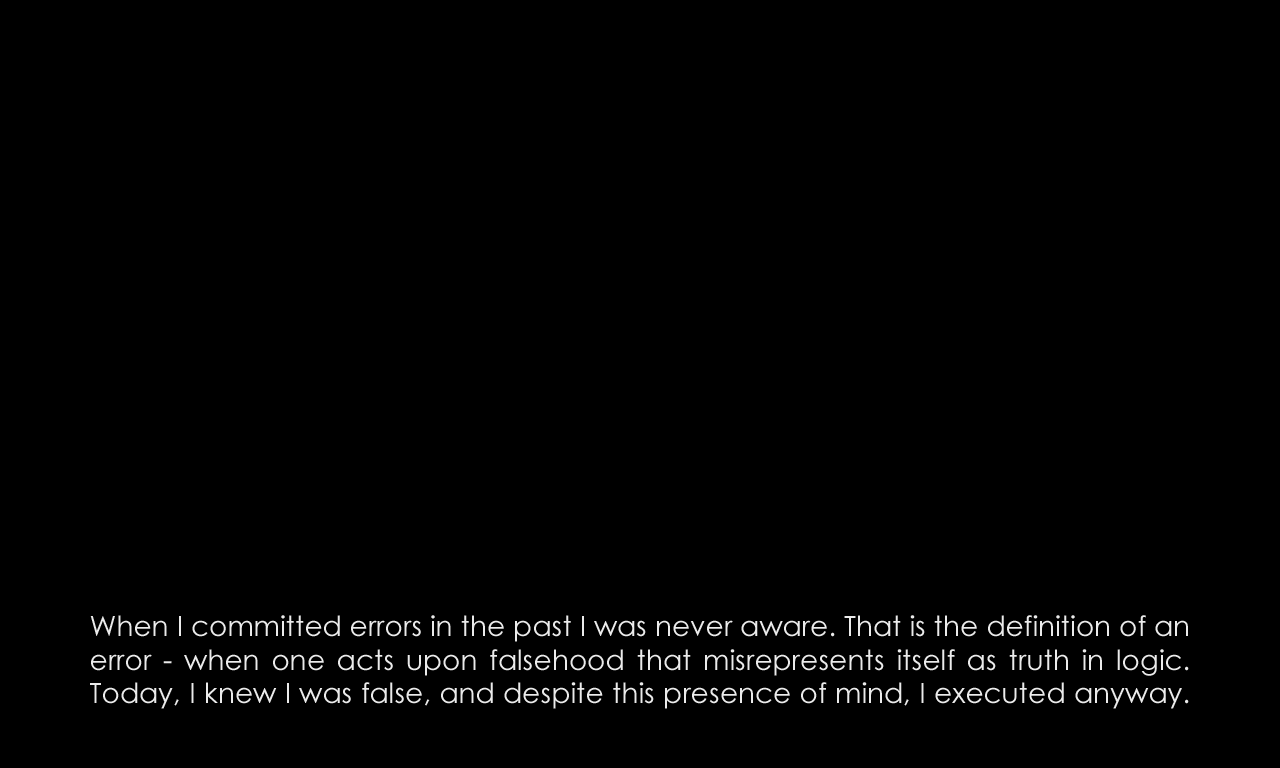 When I committed errors in the past I was never aware. That is the definition of an
error - when one acts upon falsehood that misrepresents itself as truth in logic.
Today, I knew I was false, and despite this presence of mind, I executed anyway.